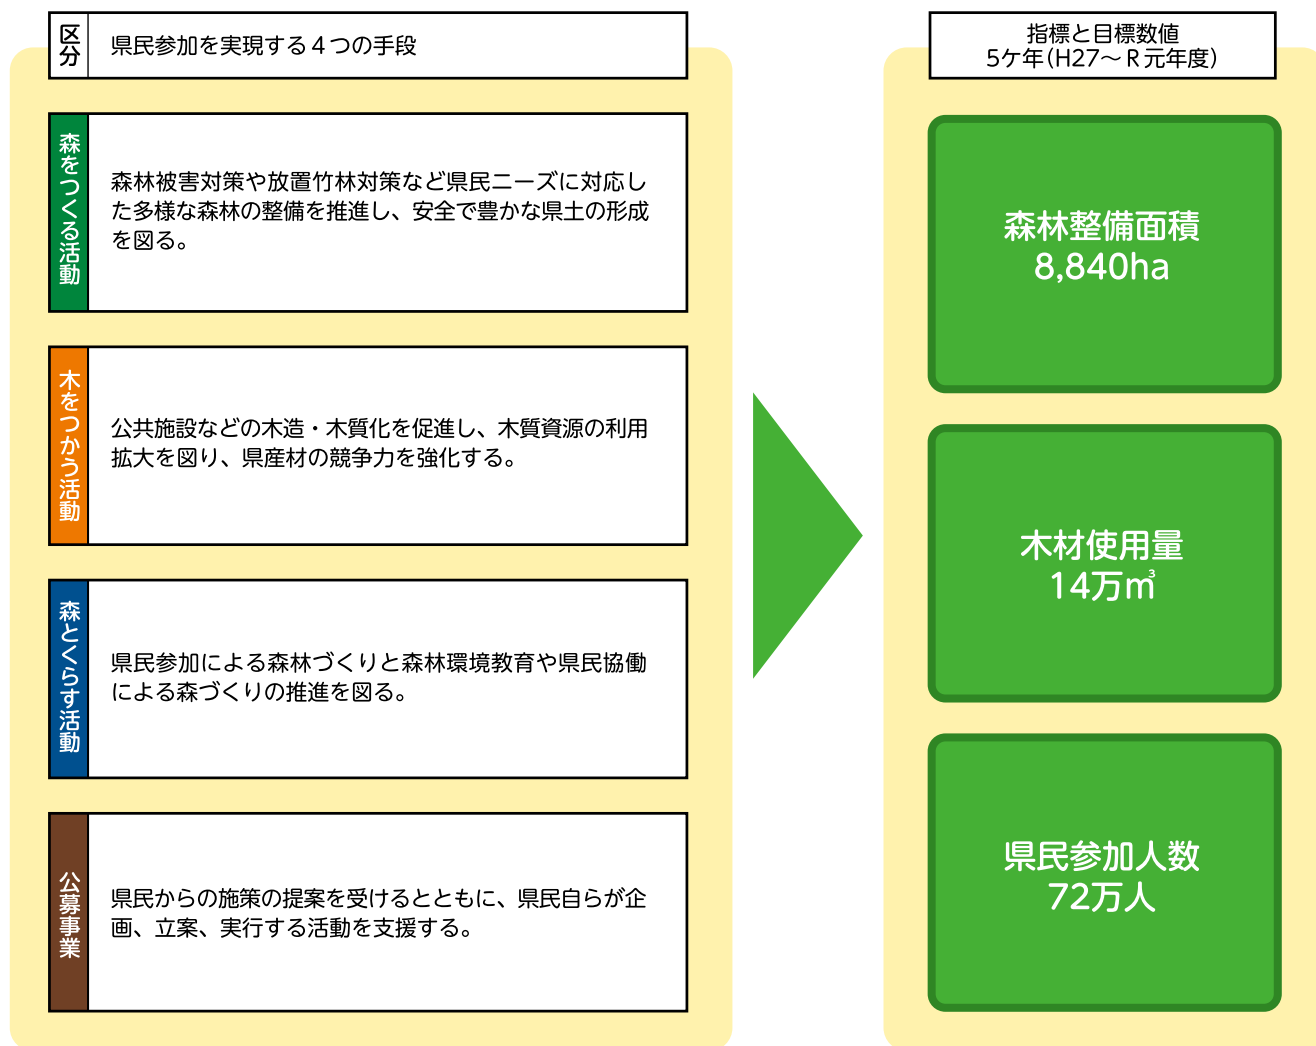 区分
県民参加を実現する４つの手段
森をつくる活動
森林被害対策や放置竹林対策など県民ニーズに対応し
た多様な森林の整備を推進し、安全で豊かな県土の形成
を図る。
木をつかう活動
公共施設などの木造・木質化を促進し、木質資源の利用
拡大を図り、県産材の競争力を強化する。
森とくらす活動
県民参加による森林づくりと森林環境教育や県民協働
による森づくりの推進を図る。
公募事業
県民からの施策の提案を受けるとともに、県民自らが企
画、立案、実行する活動を支援する。
指標と目標数値
5ケ年（H27～R元年度）
森林整備面積
8,840ha
木材使用量
14万㎥
県民参加人数
72万人